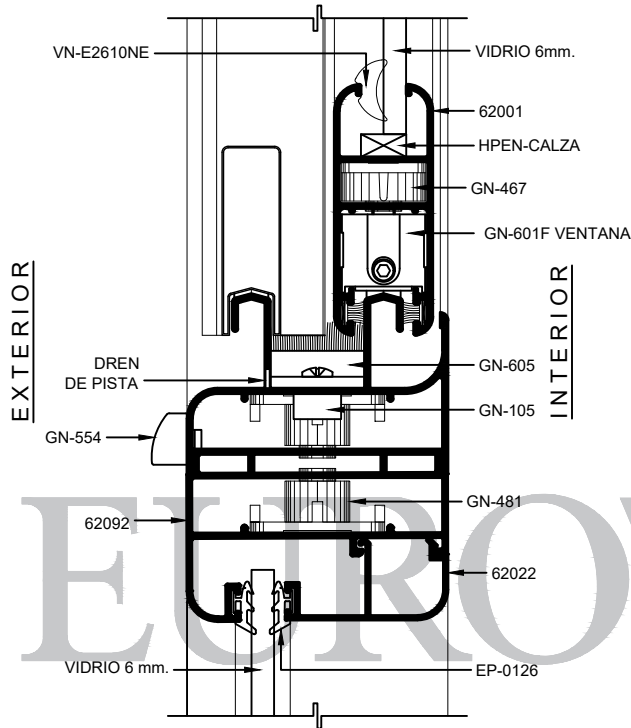 VN-E2610NE
VIDRIO 6mm.
62001
HPEN-CALZA
GN-467
GN-601F VENTANA
EXTERIOR
INTERIOR
DREN
DE PISTA
GN-605
GN-105
GN-554
GN-481
62092
EURO
62022
VIDRIO 6 mm.
EP-0126